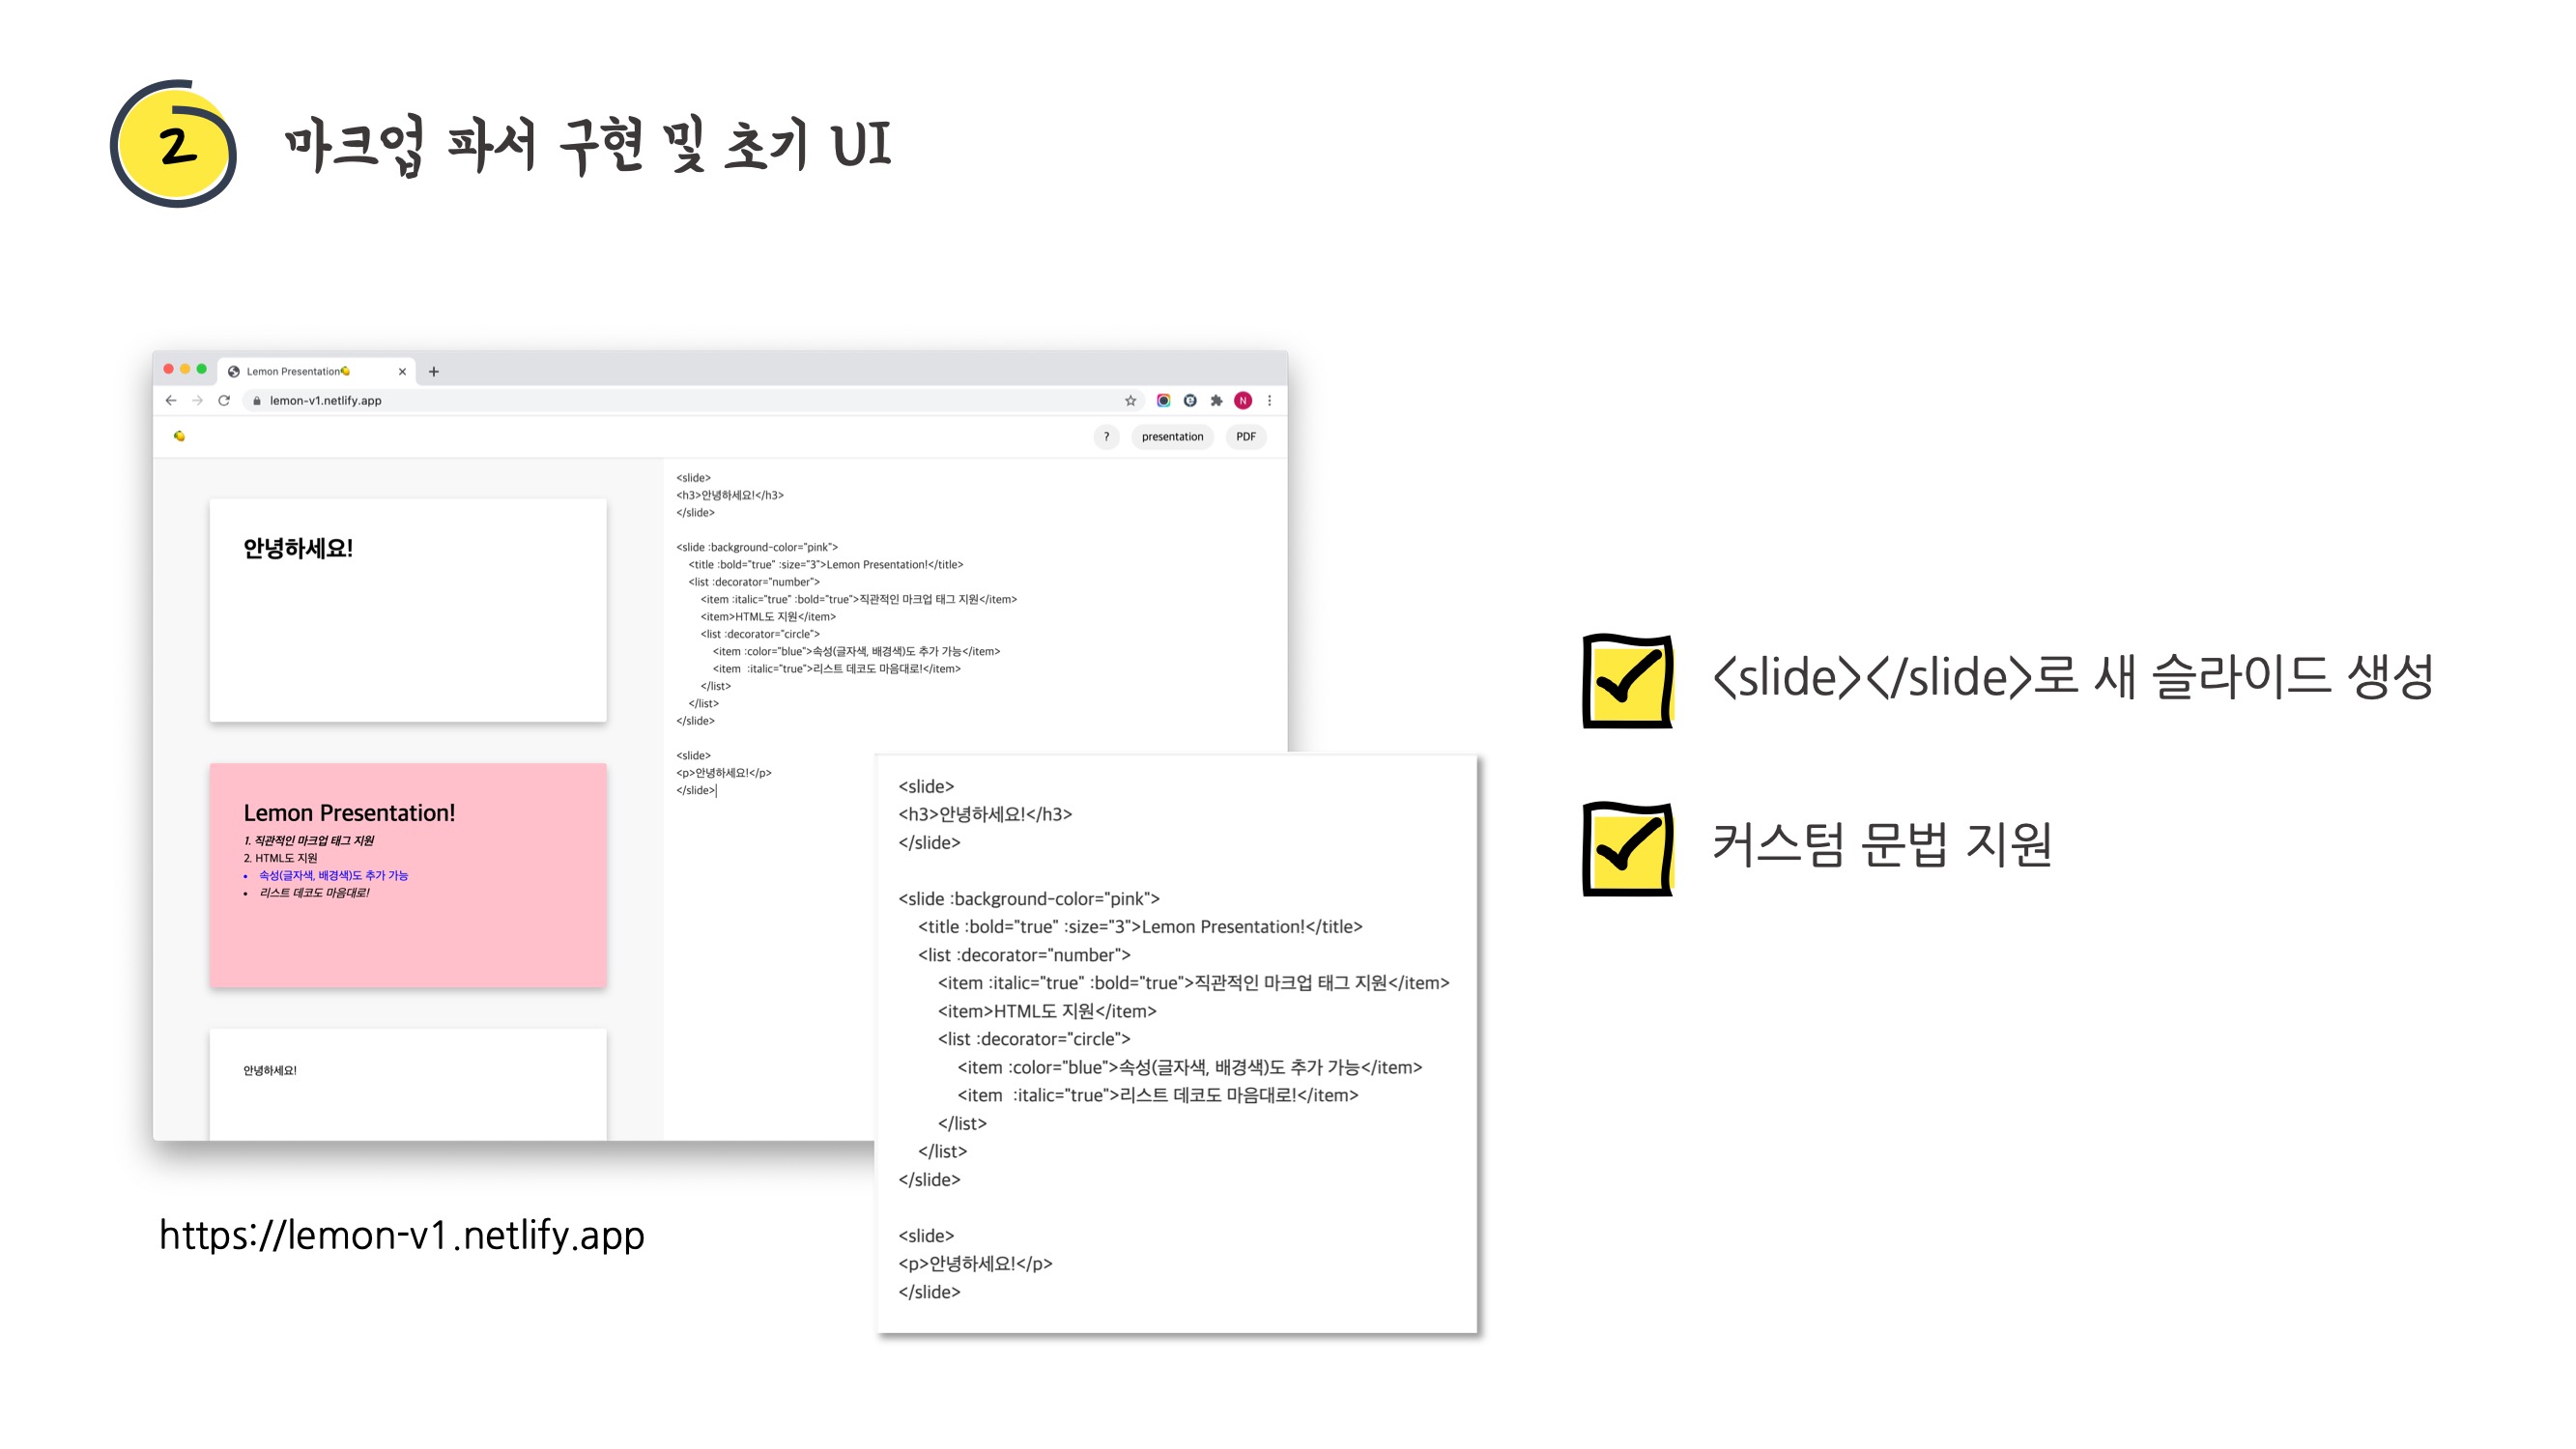 2
마크업 파서 구현 및 초기 UI
Lemon Presentation🍋
lemon-v1.netlify.app
N
?
presentation
PDF
안녕하세요!
Lemon Presentation!
1. 직관적인 마크업 태그 지원
2. HTML도 지원
• 속성(글자색, 배경색)도 추가 가능
• 리스트 데코도 마음대로!
안녕하세요!
<slide>
<h3>안녕하세요!</h3>
</slide>
<slide :background-color="pink">
<title :bold="true" :size="3">Lemon Presentation!</title>
<list :decorator="number">
<item :italic="true" :bold="true">직관적인 마크업 태그 지원</item>
<item>HTML도 지원</item>
<list :decorator="circle">
<item :color="blue">속성(글자색, 배경색)도 추가 가능</item>
<item  :italic="true">리스트 데코도 마음대로!</item>
</list>
</list>
</slide>
<slide>
<p>안녕하세요!</p>
</slide>
<slide>
<h3>안녕하세요!</h3>
</slide>
<slide :background-color="pink">
<title :bold="true" :size="3">Lemon Presentation!</title>
<list :decorator="number">
<item :italic="true" :bold="true">직관적인 마크업 태그 지원</item>
<item>HTML도 지원</item>
<list :decorator="circle">
<item :color="blue">속성(글자색, 배경색)도 추가 가능</item>
<item  :italic="true">리스트 데코도 마음대로!</item>
</list>
</list>
</slide>
<slide>
<p>안녕하세요!</p>
</slide>
https://lemon-v1.netlify.app
<slide></slide>로 새 슬라이드 생성
커스텀 문법 지원